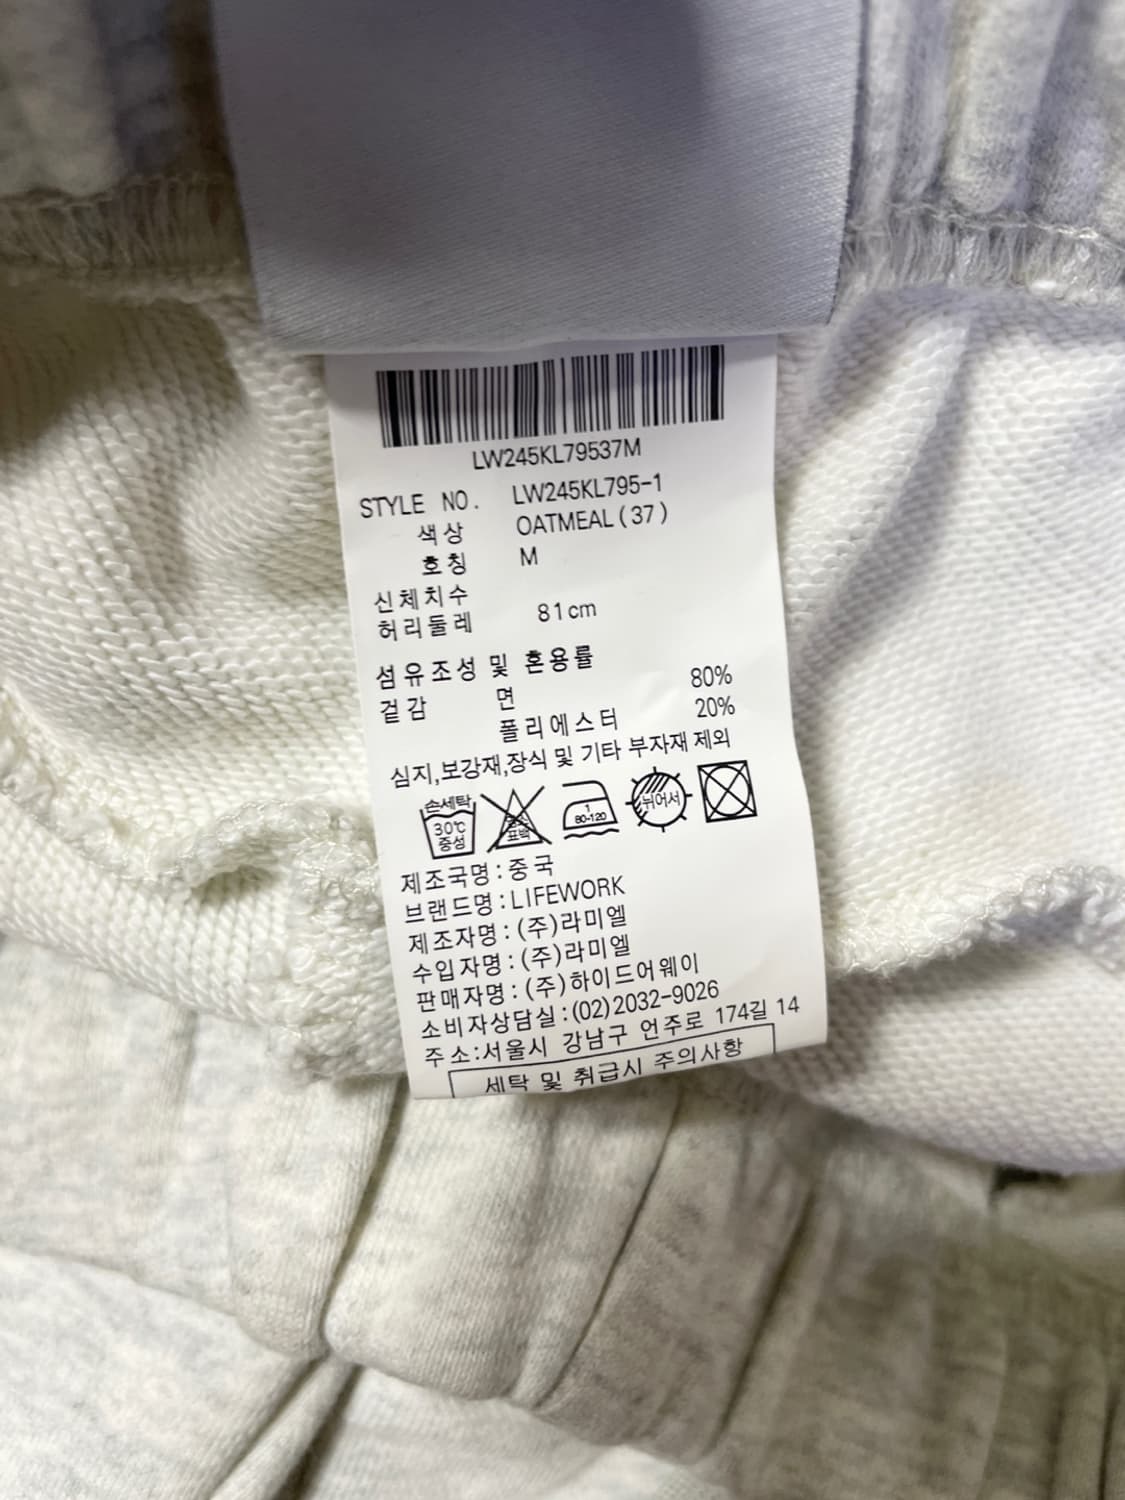 LW245KL79537M
STYLE NO. LW245KL795-1
색상 OATMEAL(37)
호칭 M
신체치수
허리둘레 81cm
섬유조성 및 혼용률
겉감 면 80%
폴리에스터 20%
심지,보강재,장식 및 기타 부자재 제외
손세탁
30℃
중성
표백
1
80-120
뉘어서
제조국명:중국
브랜드명:LIFEWORK
제조자명:(주)라미엘
수입자명:(주)라미엘
판매자명:(주)하이드어웨이
소비자상담실:(02)2032-9026
주소:서울시 강남구 언주로 174길 14
세탁 및 취급시 주의사항